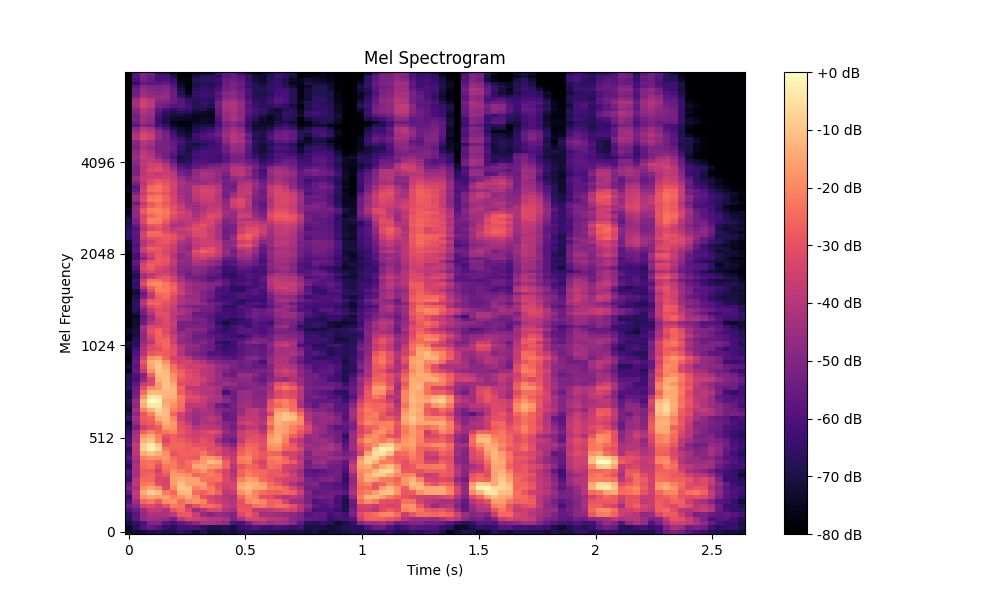 Mel Spectrogram
Mel Frequency
4096
2048
1024
512
0
0
0.5
1
1.5
2
2.5
Time (s)
+0 dB
-10 dB
-20 dB
-30 dB
-40 dB
-50 dB
-60 dB
-70 dB
-80 dB